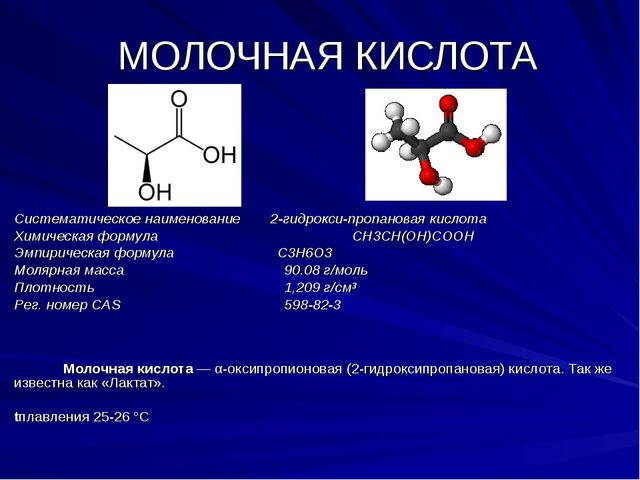 МОЛОЧНАЯ КИСЛОТА
O
OH
OH
Систематическое наименование 2-гидрокси-пропановая кислота
Химическая формула CH3CH(OH)COOH
Эмпирическая формула C3H6O3
Молярная масса 90.08 г/моль
Плотность 1,209 г/см³
Рег. номер CAS 598-82-3
Молочная кислота — α-оксипропионовая (2-гидроксипропановая) кислота. Так же
известна как «Лактат».
tплавления 25-26 °C